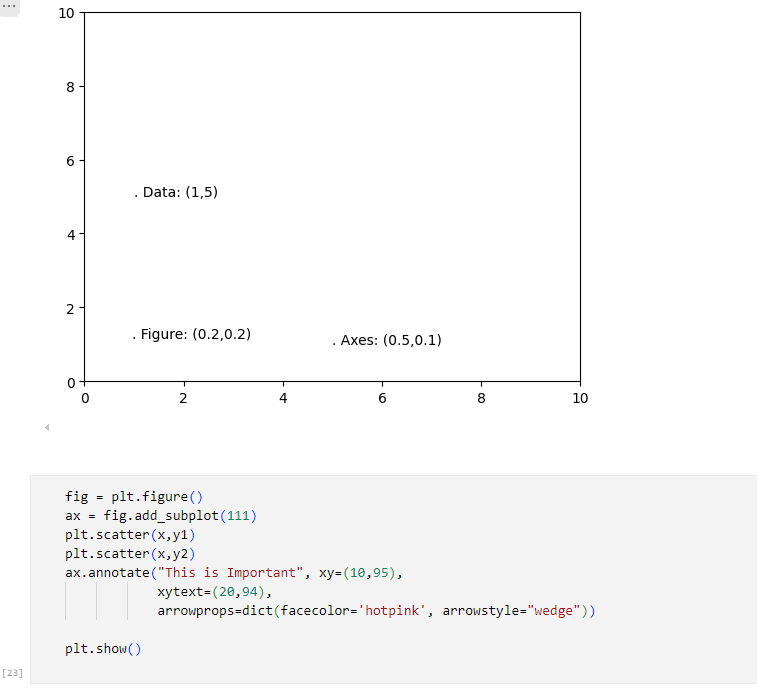 ...
10
8
6
. Data: (1,5)
4
2
. Figure: (0.2,0.2)
. Axes: (0.5,0.1)
0
0 2 4 6 8 10
fig = plt.figure()
ax = fig.add_subplot(111)
plt.scatter(x,y1)
plt.scatter(x,y2)
ax.annotate("This is Important", xy=(10,95),
xytext=(20,94),
arrowprops=dict(facecolor='hotpink', arrowstyle="wedge"))
plt.show()
[23]